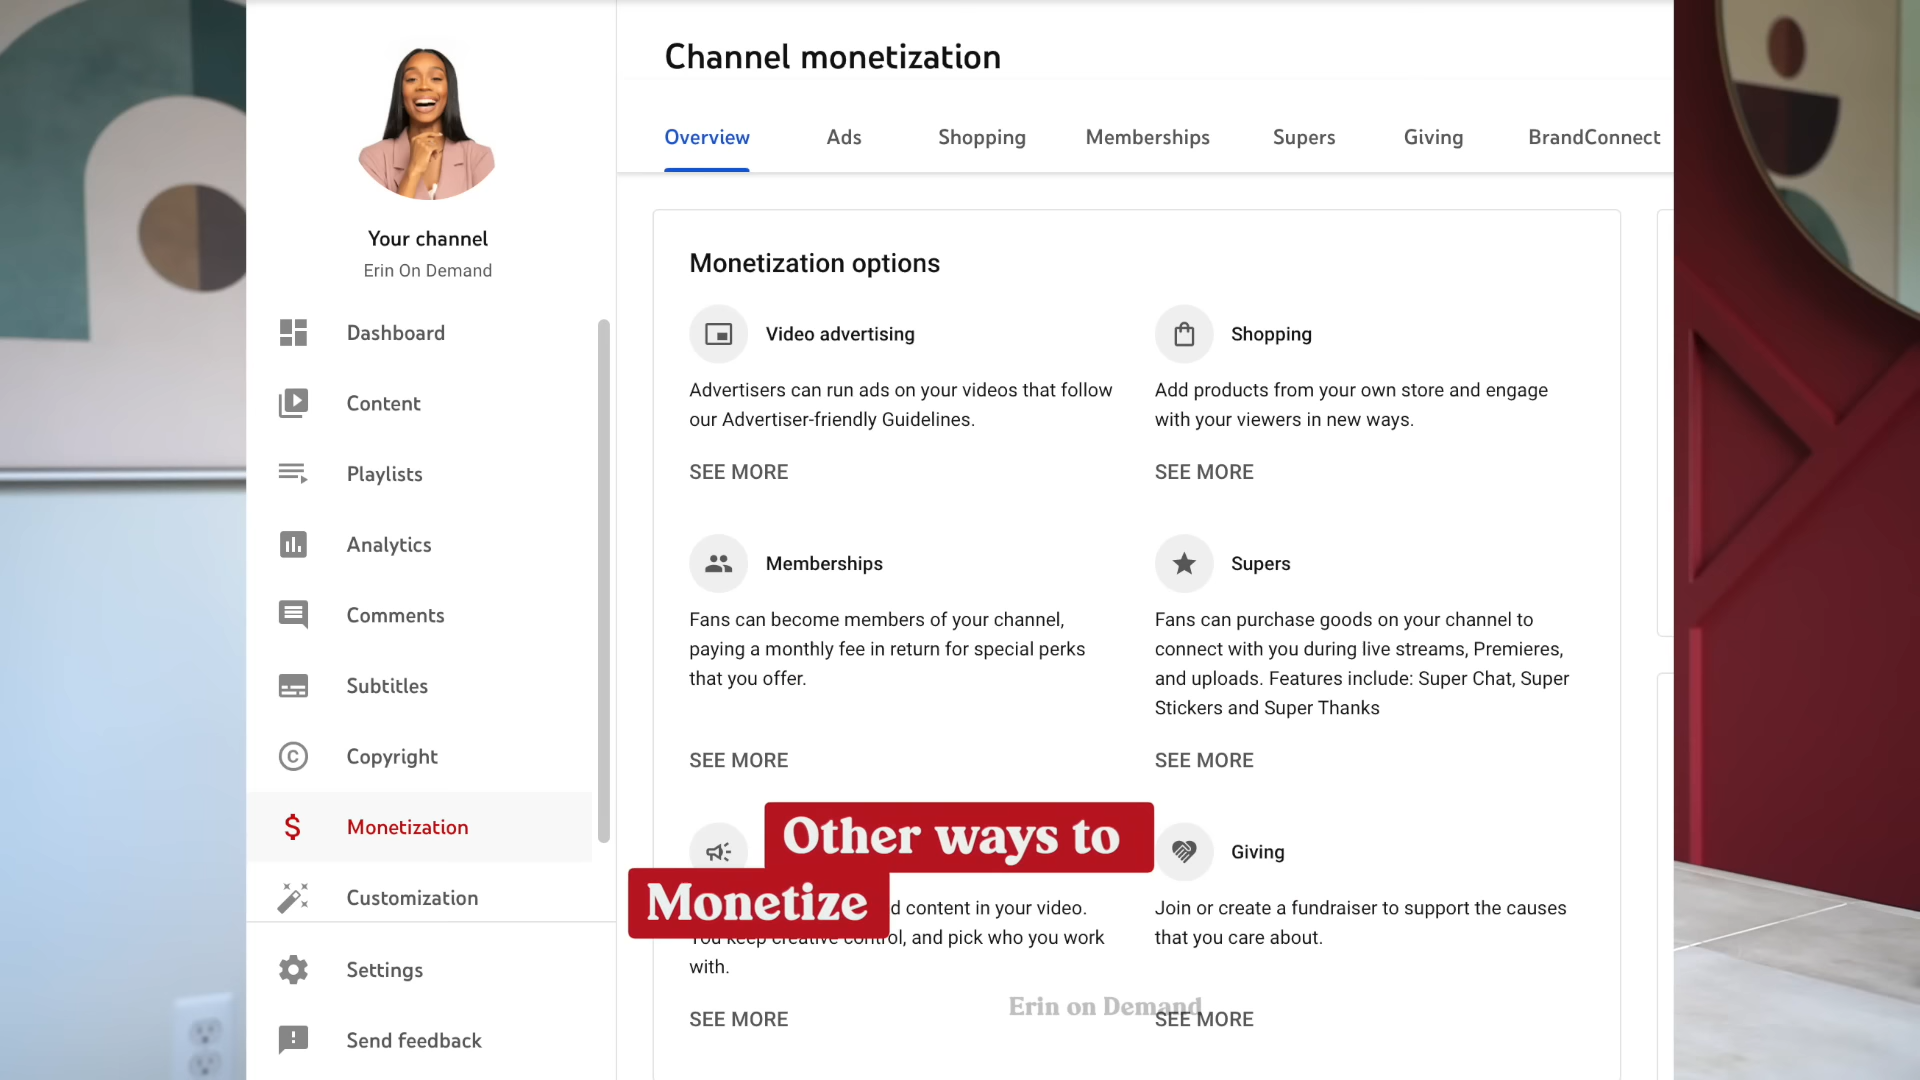 Your channel
Erin On Demand
Dashboard
Content
Playlists
Analytics
Comments
Subtitles
Copyright
Monetization
Customization
Settings
Send feedback
Channel monetization
Overview
Ads
Shopping
Memberships
Supers
Giving
BrandConnect
Monetization options
Video advertising
Advertisers can run ads on your videos that follow
our Advertiser-friendly Guidelines.
SEE MORE
Shopping
Add products from your own store and engage
with your viewers in new ways.
SEE MORE
Memberships
Fans can become members of your channel,
paying a monthly fee in return for special perks
that you offer.
SEE MORE
Supers
Fans can purchase goods on your channel to
connect with you during live streams, Premieres,
and uploads. Features include: Super Chat, Super
Stickers and Super Thanks
SEE MORE
Other ways to
Monetize
content in your video.
You keep creative control, and pick who you work
with.
SEE MORE
Giving
Join or create a fundraiser to support the causes
that you care about.
SEE MORE
Erin on Demand